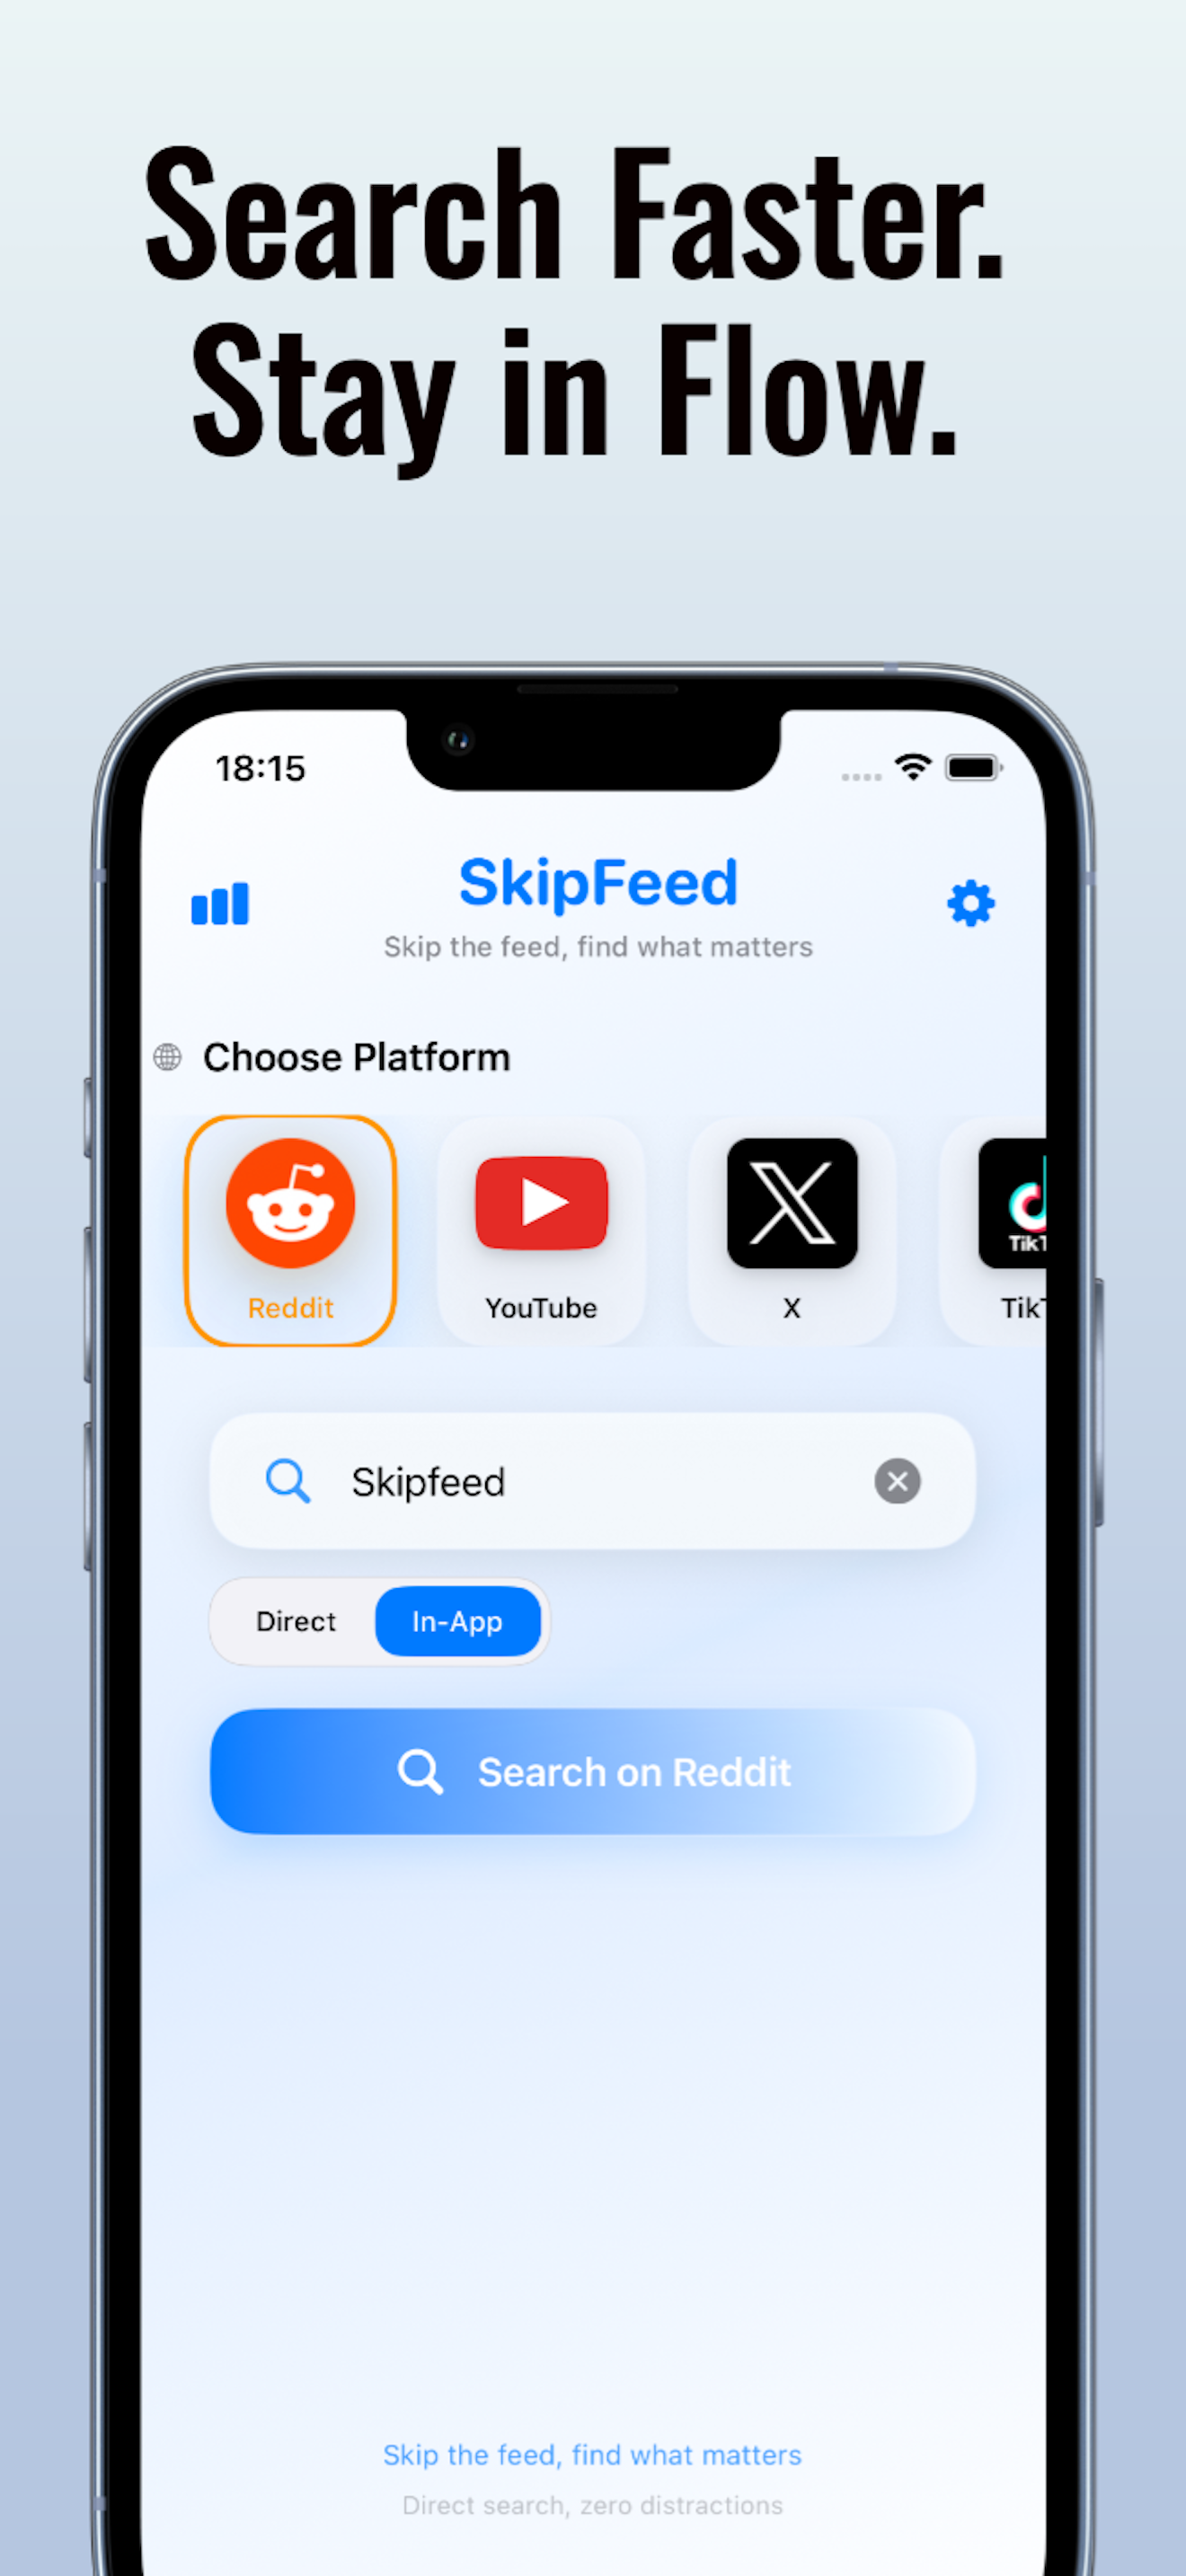 Search Faster.
Stay in Flow.
18:15
SkipFeed
Skip the feed, find what matters
Choose Platform
TikT
Reddit
YouTube
X
TikT
Skipfeed
Direct
In-App
Search on Reddit
Skip the feed, find what matters
Direct search, zero distractions